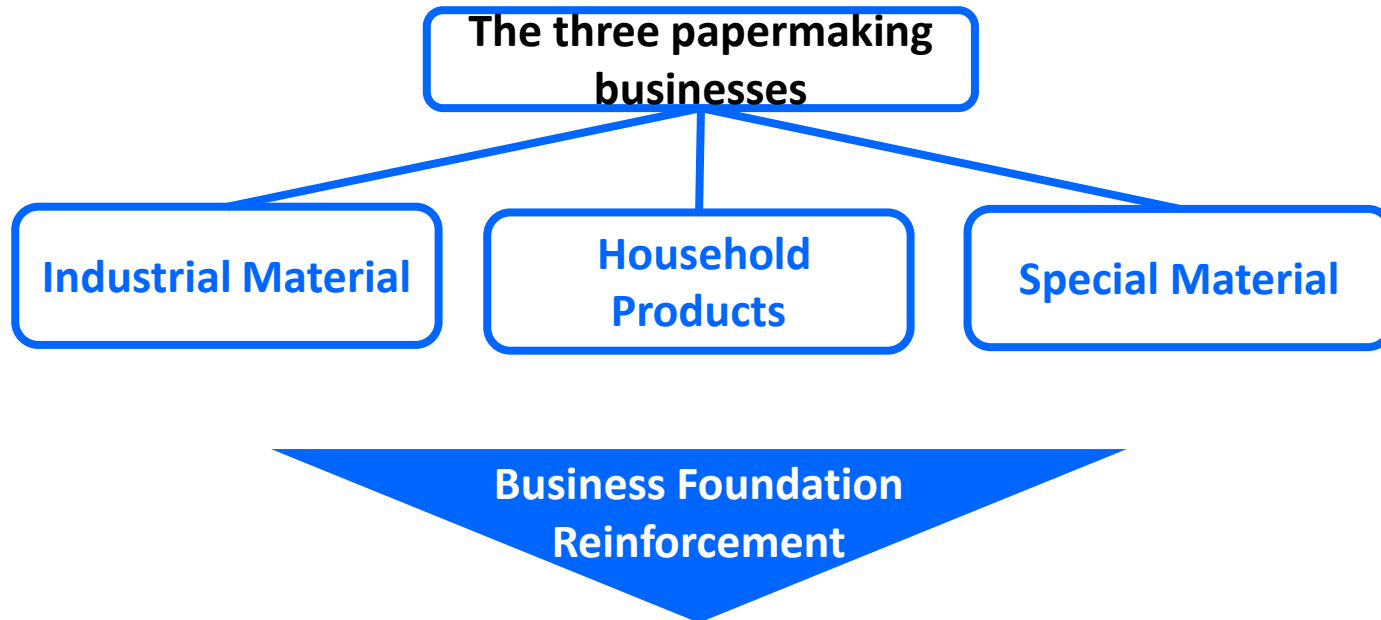 The three papermaking
businesses
Industrial Material
Household
Products
Special Material
Business Foundation
Reinforcement